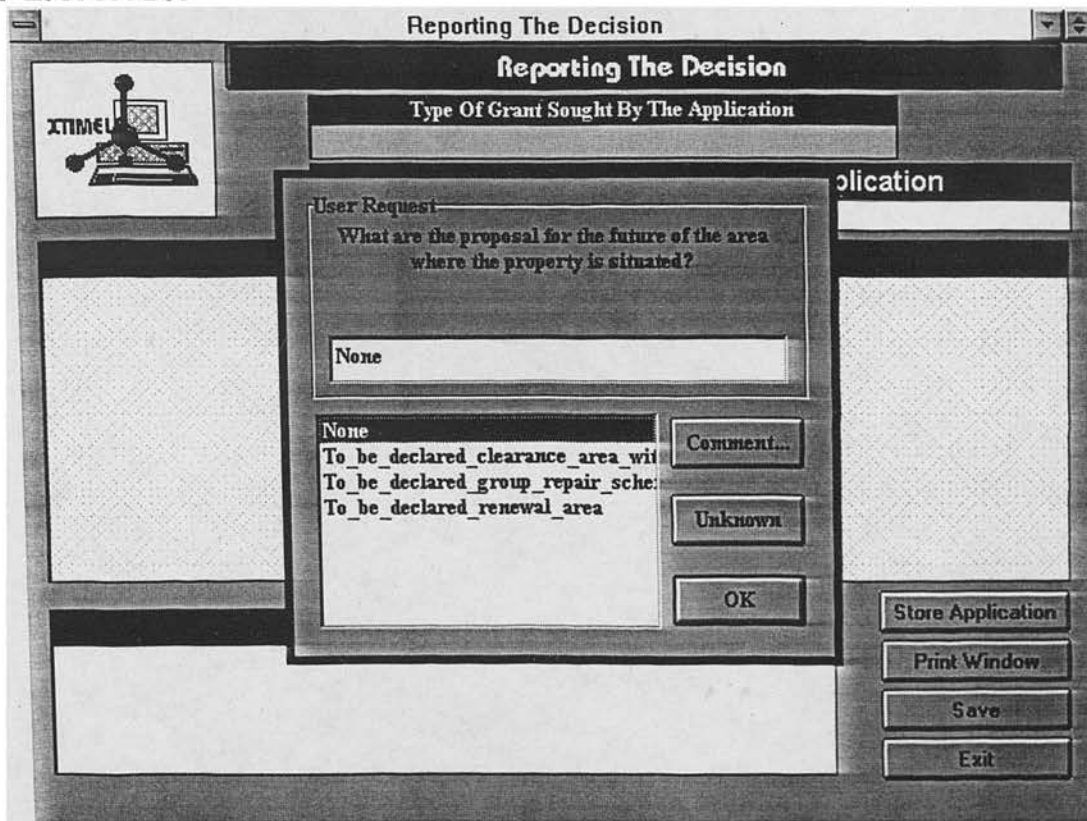 Reporting The Decision
Reporting The Decision
Type Of Grant Sought By The Application
plication
User Request
What are the proposal for the future of the area
where the property is situated?
None
None
To_be_declared_clearance_area_wit
To_be_declared_group_repair_sche
To_be_declared_renewal_area
Comment...
Unknown
OK
Store Application
Print Window
Save
Exit